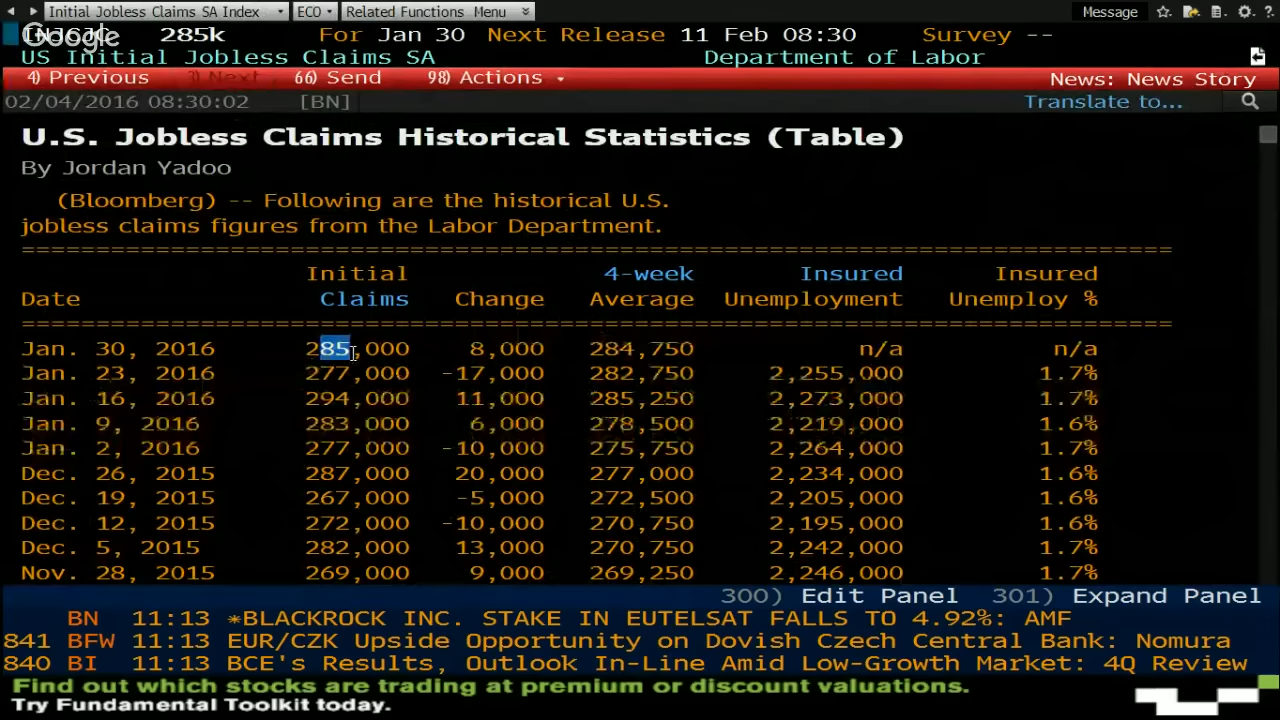 Initial Jobless Claims SA Index ECO Related Functions Menu Message
Google
285k For Jan 30 Next Release 11 Feb 08:30 Survey --
US Initial Jobless Claims SA Department of Labor
4) Previous 3) Next 66) Send 98) Actions News: News Story
02/04/2016 08:30:02 [BN] Translate to...
U.S. Jobless Claims Historical Statistics (Table)
By Jordan Yadoo
(Bloomberg) -- Following are the historical U.S.
jobless claims figures from the Labor Department.
Initial 4-week Insured Insured
Date Claims Change Average Unemployment Unemploy %
Jan. 30, 2016 285,000 8,000 284,750 n/a n/a
Jan. 23, 2016 277,000 -17,000 282,750 2,255,000 1.7%
Jan. 16, 2016 294,000 11,000 285,250 2,273,000 1.7%
Jan. 9, 2016 283,000 6,000 278,500 2,219,000 1.6%
Jan. 2, 2016 277,000 -10,000 275,750 2,264,000 1.7%
Dec. 26, 2015 287,000 20,000 277,000 2,234,000 1.6%
Dec. 19, 2015 267,000 -5,000 272,500 2,205,000 1.6%
Dec. 12, 2015 272,000 -10,000 270,750 2,195,000 1.6%
Dec. 5, 2015 282,000 13,000 270,750 2,242,000 1.7%
Nov. 28, 2015 269,000 9,000 269,250 2,246,000 1.7%
300) Edit Panel 301) Expand Panel
BN 11:13 *BLACKROCK INC. STAKE IN EUTELSAT FALLS TO 4.92%: AMF
841 BFW 11:13 EUR/CZK Upside Opportunity on Dovish Czech Central Bank: Nomura
840 BI 11:13 BCE's Results, Outlook In-Line Amid Low-Growth Market: 4Q Review
Find out which stocks are trading at premium or discount valuations.
Try Fundamental Toolkit today.